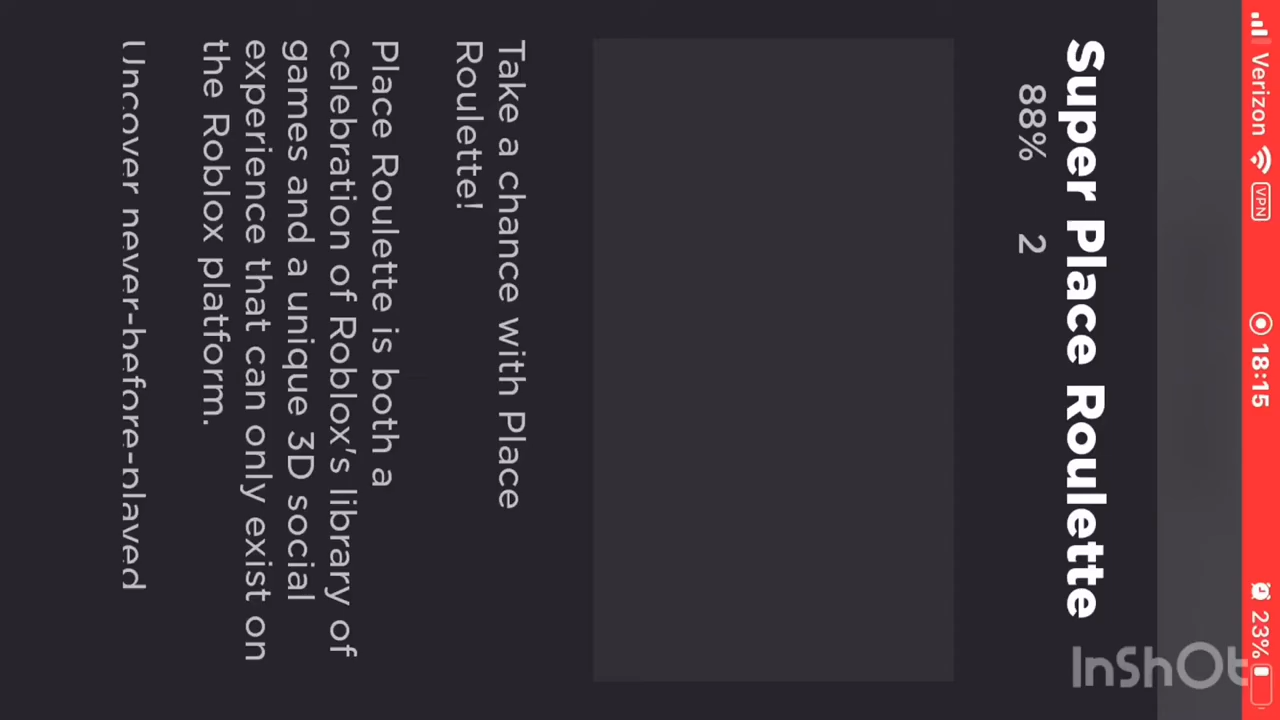 Verizon VPN 18:15 23%
Super Place Roulette
88% 2
Take a chance with Place
Roulette!
Place Roulette is both a
celebration of Roblox's library of
games and a unique 3D social
experience that can only exist on
the Roblox platform.
Uncover never-before-played
InShOt